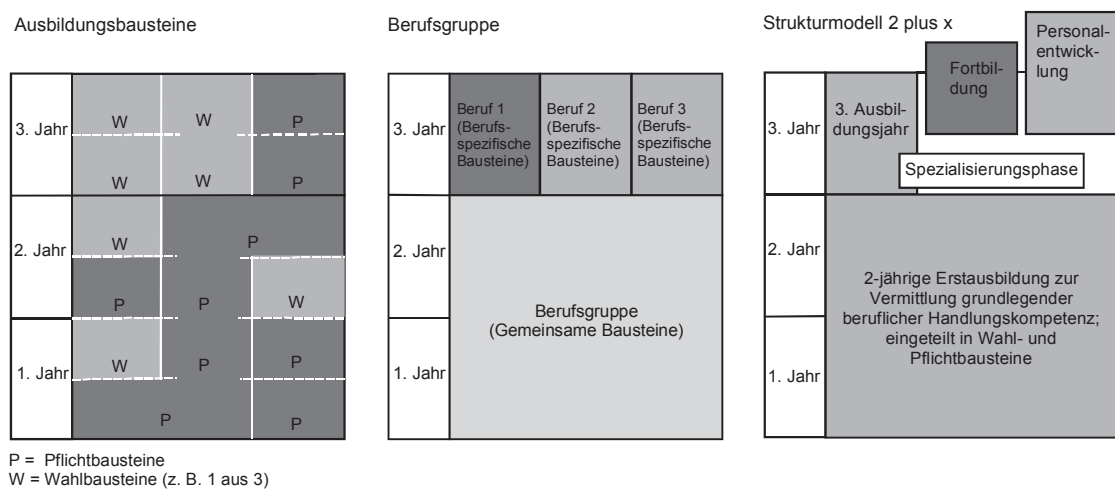 Ausbildungsbausteine
3. Jahr
W
W
P
W
W
P
2. Jahr
W
P
P
P
W
1. Jahr
W
P
P
P
P
P = Pflichtbausteine
W = Wahlbausteine (z. B. 1 aus 3)
Berufsgruppe
3. Jahr
Beruf 1
(Berufs-
spezifische
Bausteine)
Beruf 2
(Berufs-
spezifische
Bausteine)
Beruf 3
(Berufs-
spezifische
Bausteine)
2. Jahr
1. Jahr
Berufsgruppe
(Gemeinsame Bausteine)
Strukturmodell 2 plus x
3. Jahr
3. Ausbil-
dungsjahr
Fortbil-
dung
Personal-
entwick-
lung
Spezialisierungsphase
2. Jahr
1. Jahr
2-jährige Erstausbildung zur
Vermittlung grundlegender
beruflicher Handlungskompetenz;
eingeteilt in Wahl- und
Pflichtbausteine